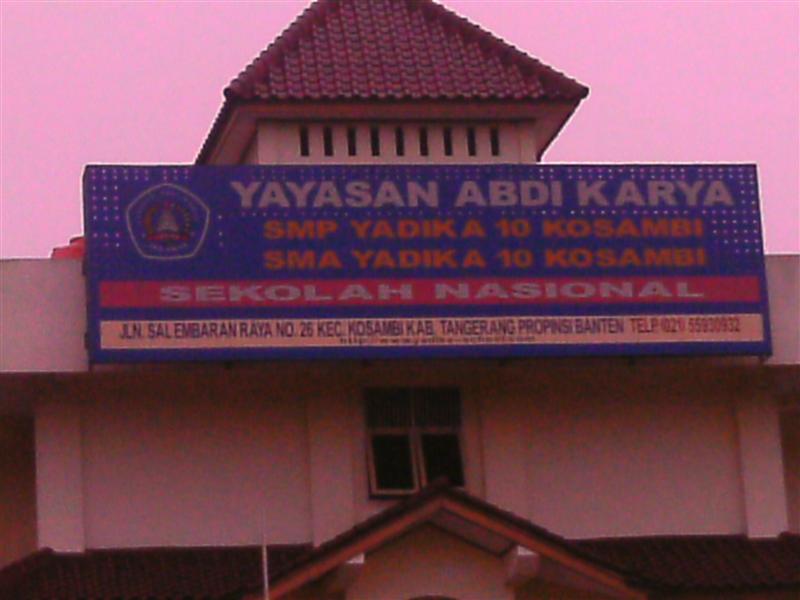 YAYASAN ABDI KARYA
SMP YADIKA 10 KOSAMBI
SMA YADIKA 10 KOSAMBI
SEKOLAH NASIONAL
JLN. SAL EMBARAN RAYA NO. 26 KEC. KOSAMBI KAB. TANGERANG PROPINSI BANTEN TELP (021) 55930932